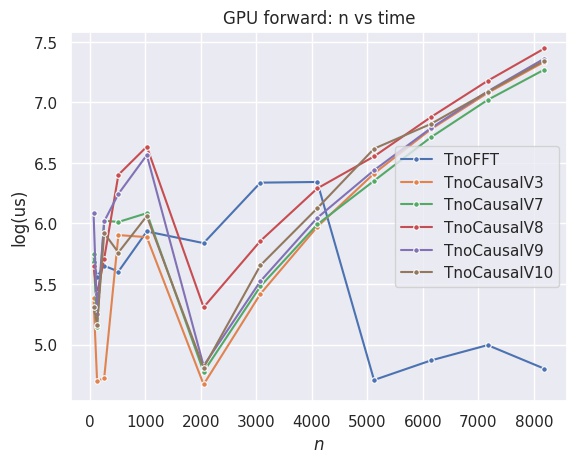 GPU forward: n vs time
7.5
7.0
6.5
6.0
5.5
5.0
log(us)
TnoFFT
TnoCausalV3
TnoCausalV7
TnoCausalV8
TnoCausalV9
TnoCausalV10
0 1000 2000 3000 4000 5000 6000 7000 8000
n